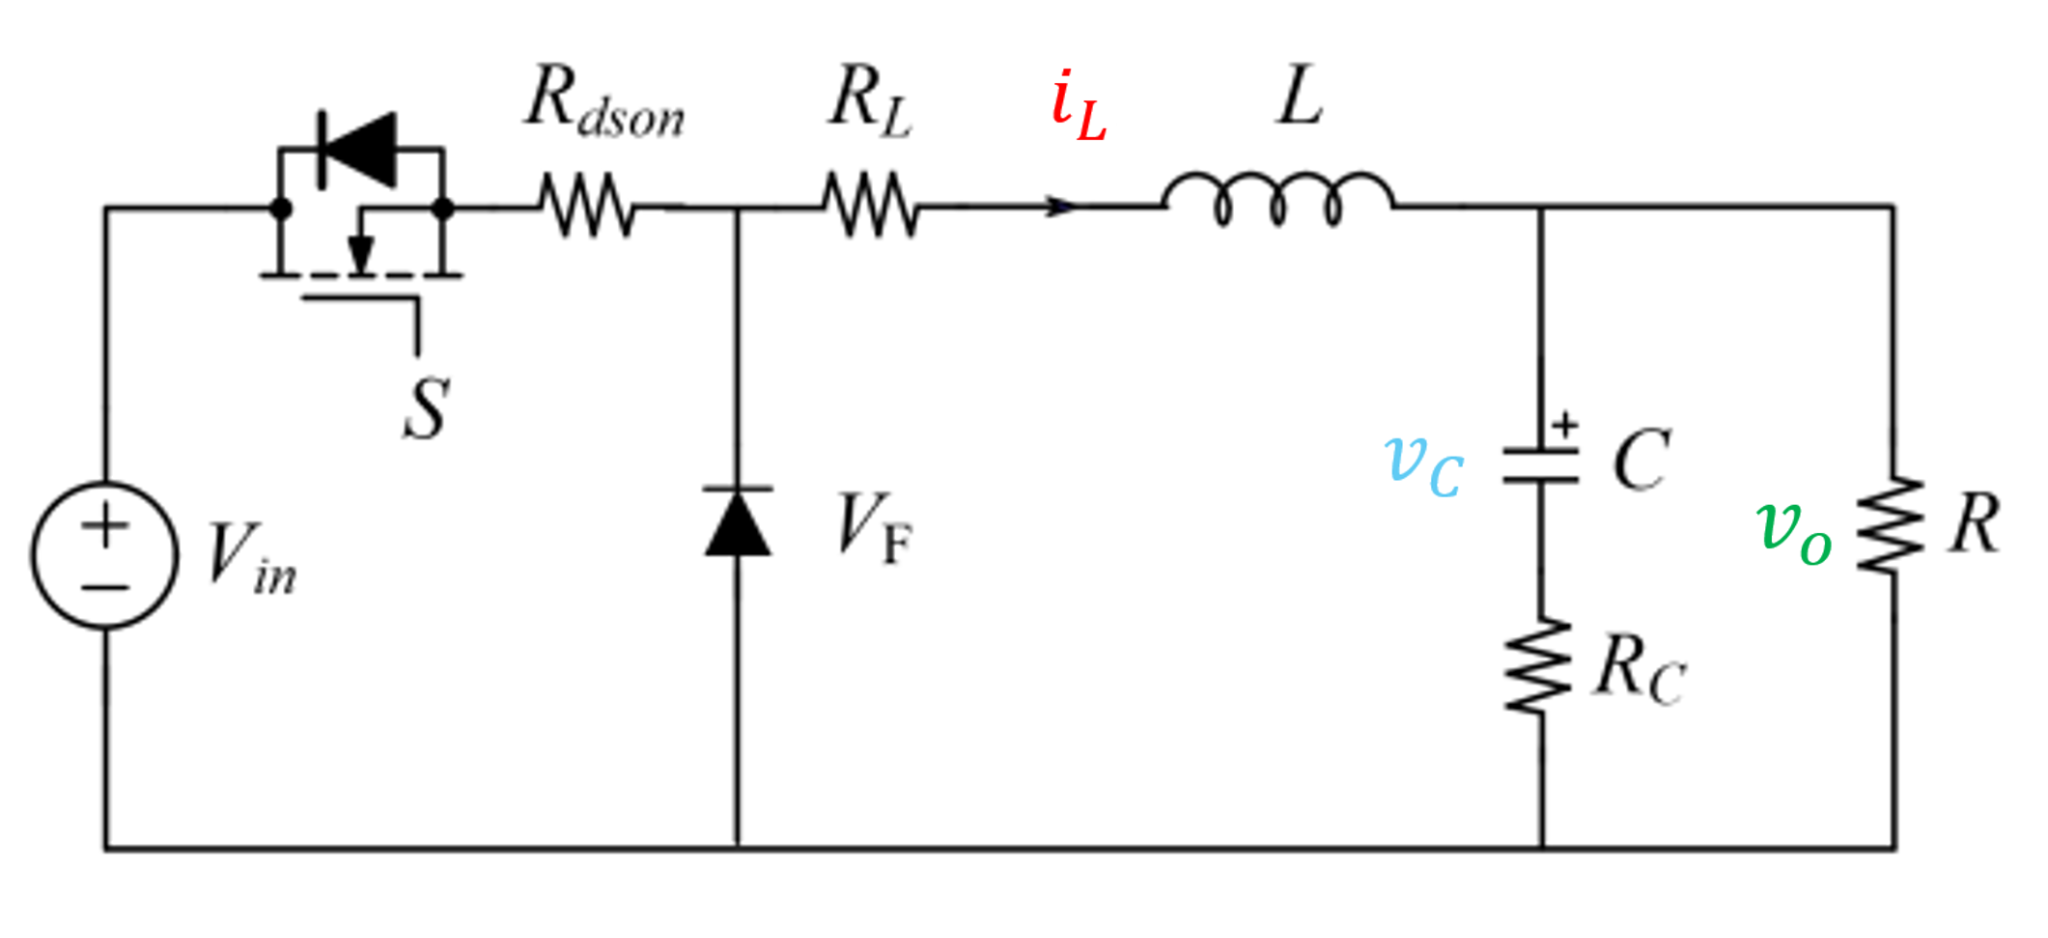 R_dson
R_L
i_L
L
S
V_in
V_F
v_C
+
C
v_o
R
R_C